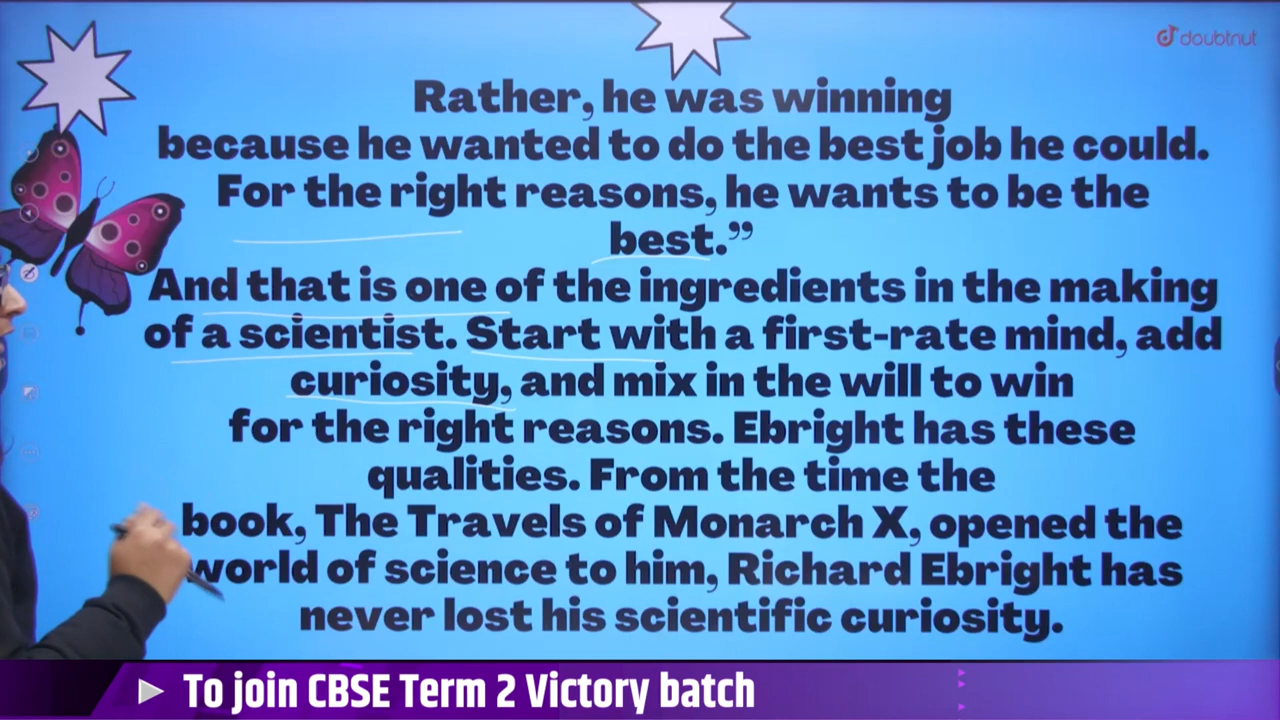 doubtnut
Rather, he was winning
because he wanted to do the best job he could.
For the right reasons, he wants to be the
best.”
And that is one of the ingredients in the making
of a scientist. Start with a first-rate mind, add
curiosity, and mix in the will to win
for the right reasons. Ebright has these
qualities. From the time the
book, The Travels of Monarch X, opened the
world of science to him, Richard Ebright has
never lost his scientific curiosity.
To join CBSE Term 2 Victory batch